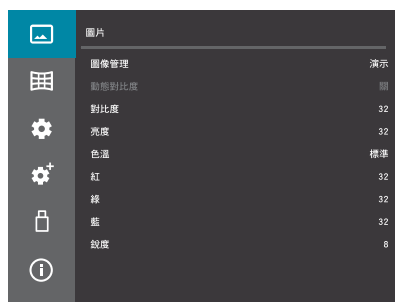 圖片
圖像管理 演示
動態對比度 關
對比度 32
亮度 32
色溫 標準
紅 32
綠 32
藍 32
銳度 8